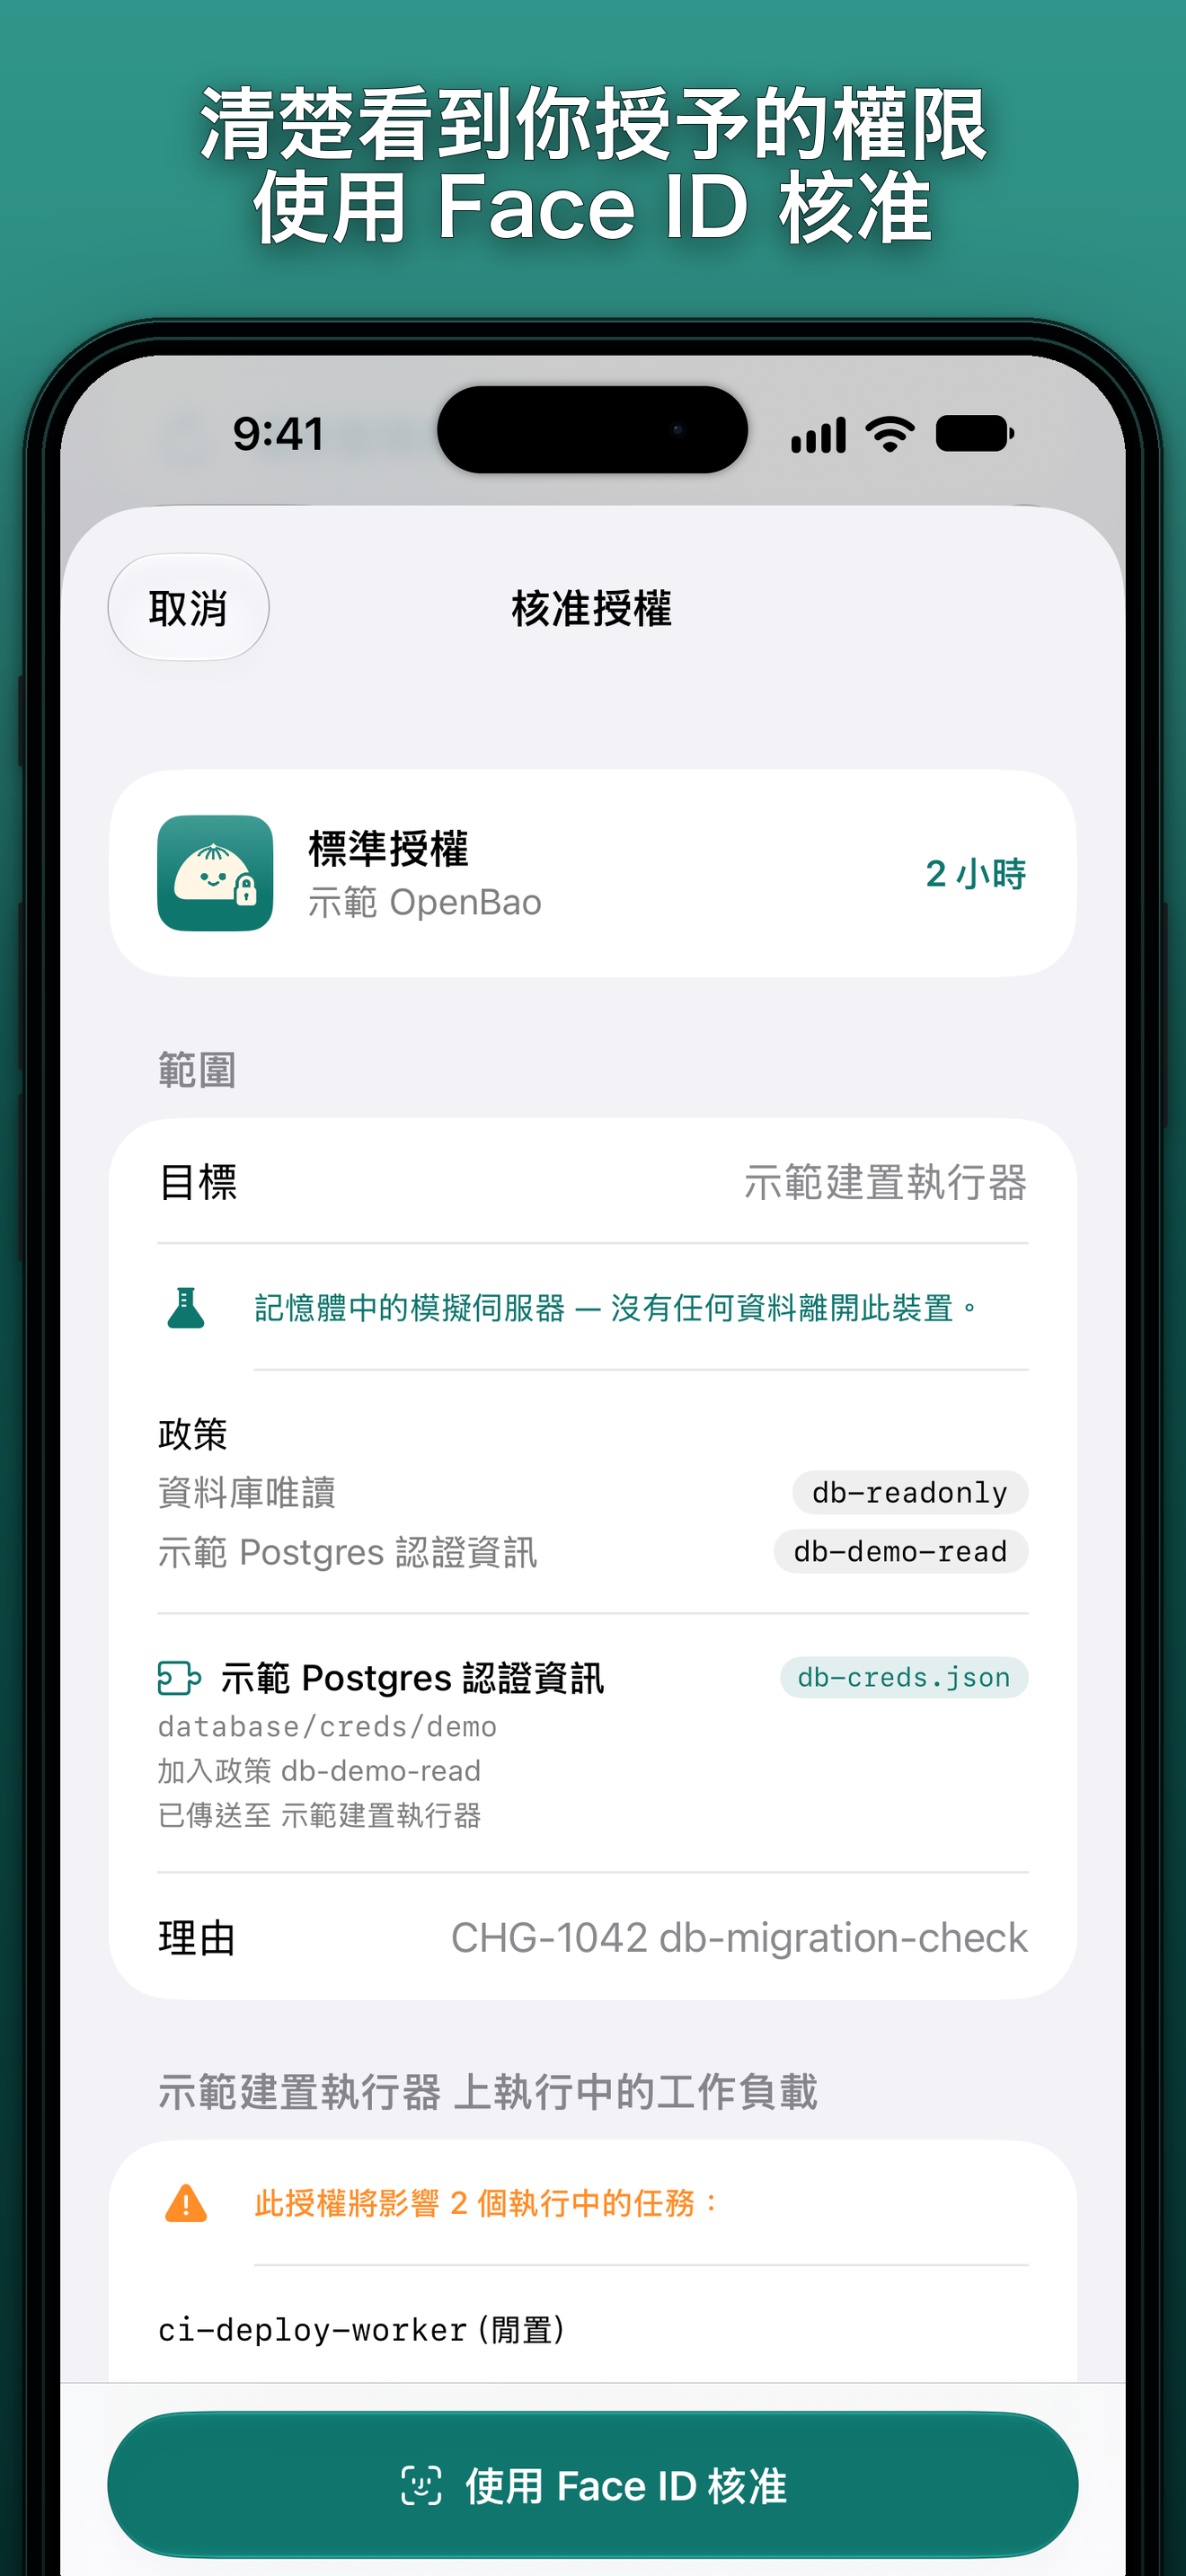 清楚看到你授予的權限
使用 Face ID 核准
9:41
取消
核准授權
標準授權
示範 OpenBao
2 小時
範圍
目標
示範建置執行器
記憶體中的模擬伺服器 — 沒有任何資料離開此裝置。
政策
資料庫唯讀
db-readonly
示範 Postgres 認證資訊
db-demo-read
示範 Postgres 認證資訊
db-creds.json
database/creds/demo
加入政策 db-demo-read
已傳送至 示範建置執行器
理由
CHG-1042 db-migration-check
示範建置執行器 上執行中的工作負載
此授權將影響 2 個執行中的任務：
ci-deploy-worker (閒置)
使用 Face ID 核准